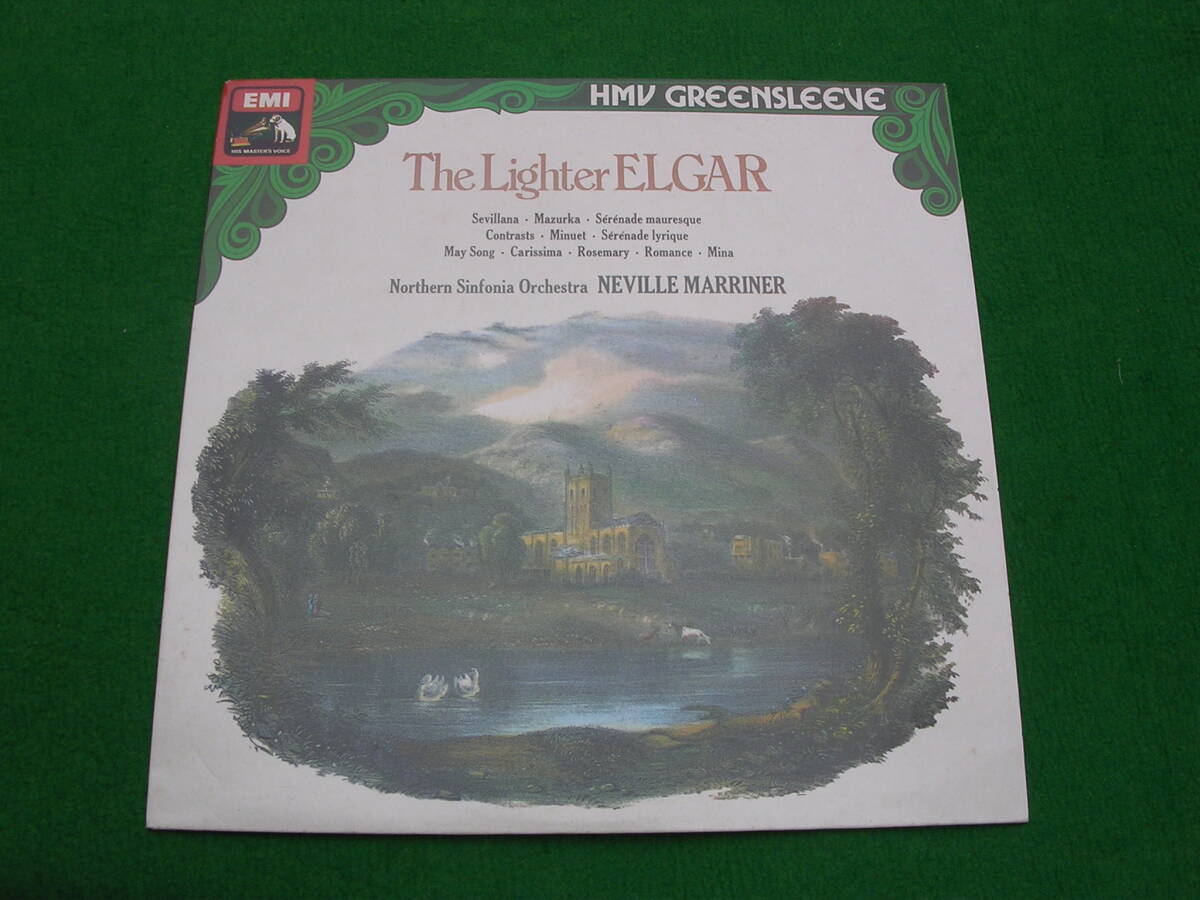 EMI
HIS MASTER'S VOICE
HMV GREENSLEEVE
The Lighter ELGAR
Sevillana · Mazurka · Sérénade mauresque
Contrasts · Minuet · Sérénade lyrique
May Song · Carissima · Rosemary · Romance · Mina
Northern Sinfonia Orchestra NEVILLE MARRINER